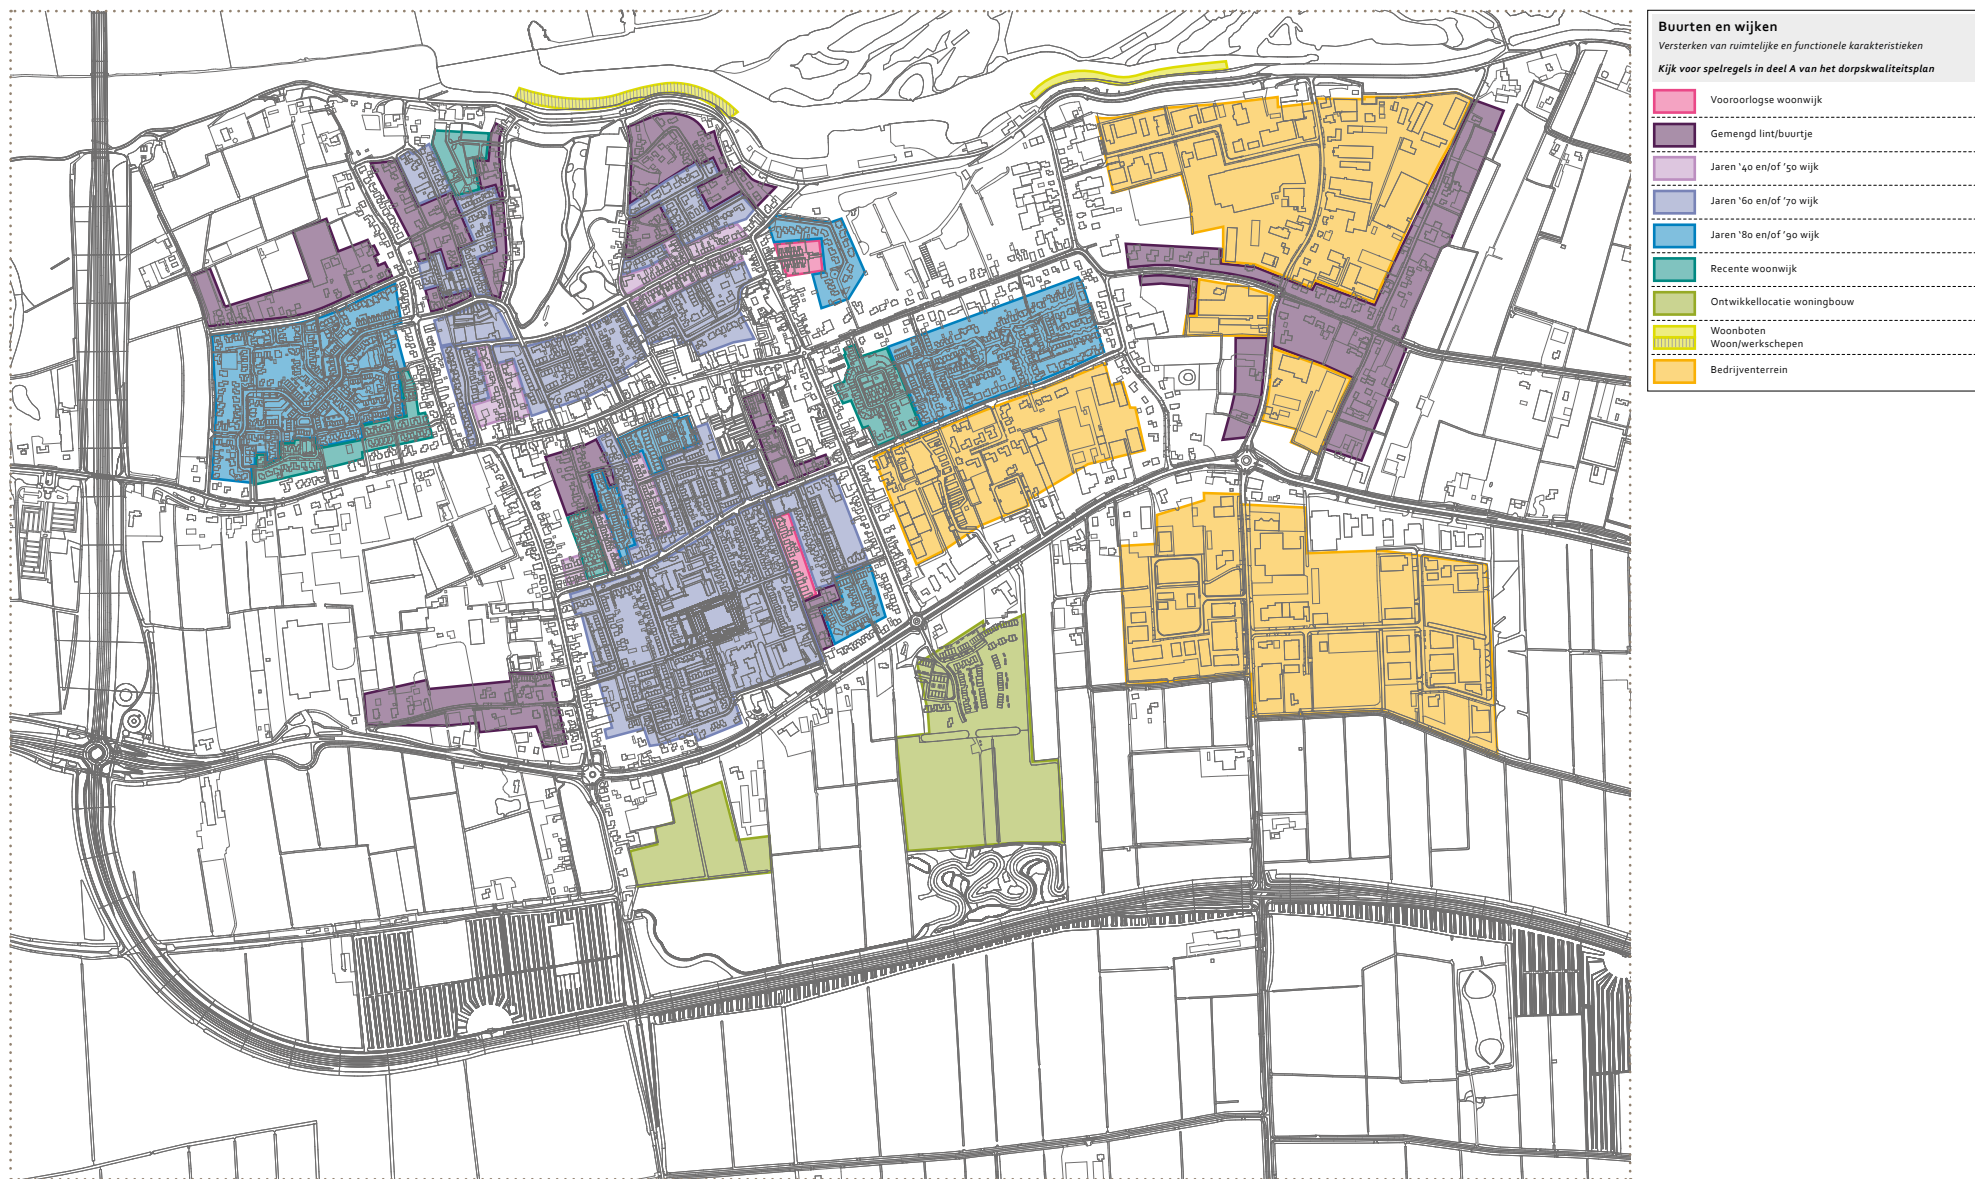 Buurten en wijken
Versterken van ruimtelijke en functionele karakteristieken
Kijk voor spelregels in deel A van het dorpskwaliteitsplan
Vooroorlogse woonwijk
Gemengd lint/buurtje
Jaren ‘40 en/of ’50 wijk
Jaren ‘60 en/of ’70 wijk
Jaren ‘80 en/of ’90 wijk
Recente woonwijk
Ontwikkellocatie woningbouw
Woonboten
Woon/werkschepen
Bedrijventerrein